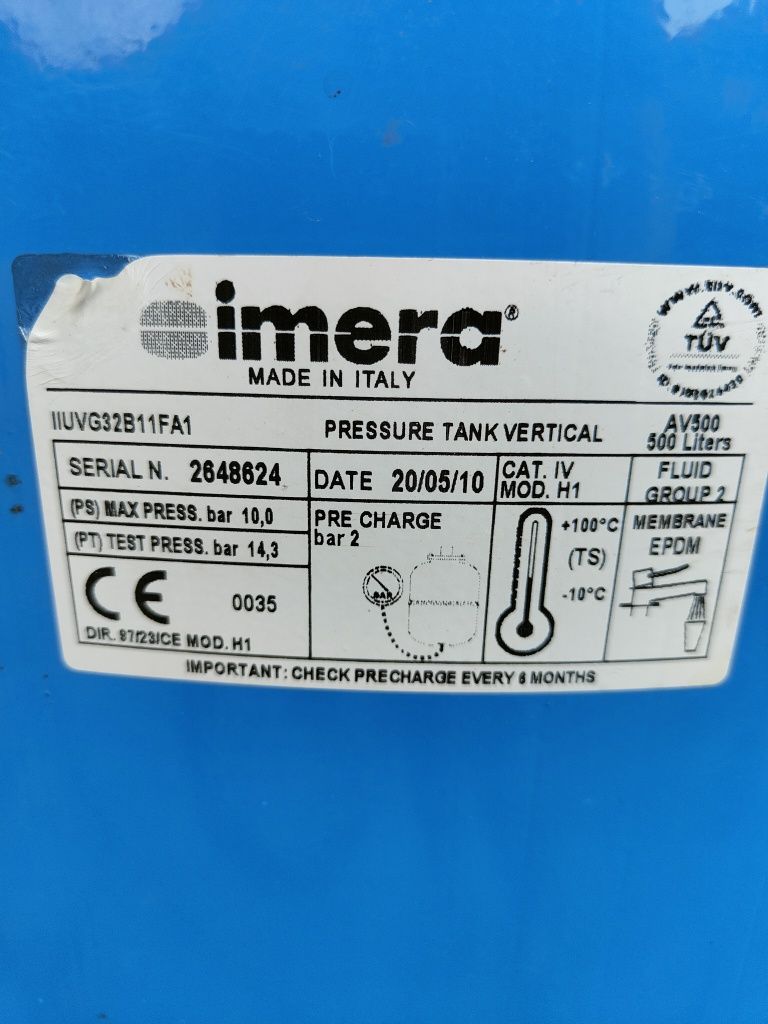 imera®
MADE IN ITALY
TÜV
IIUVG32B11FA1
PRESSURE TANK VERTICAL
AV500
500 Liters
SERIAL N. 2648624
DATE 20/05/10
CAT. IV
MOD. H1
FLUID
GROUP 2
(PS) MAX PRESS. bar 10,0
(PT) TEST PRESS. bar 14,3
PRE CHARGE
bar 2
BAR
+100°C
(TS)
-10°C
MEMBRANE
EPDM
CE 0035
DIR. 97/23/CE MOD. H1
IMPORTANT: CHECK PRECHARGE EVERY 6 MONTHS